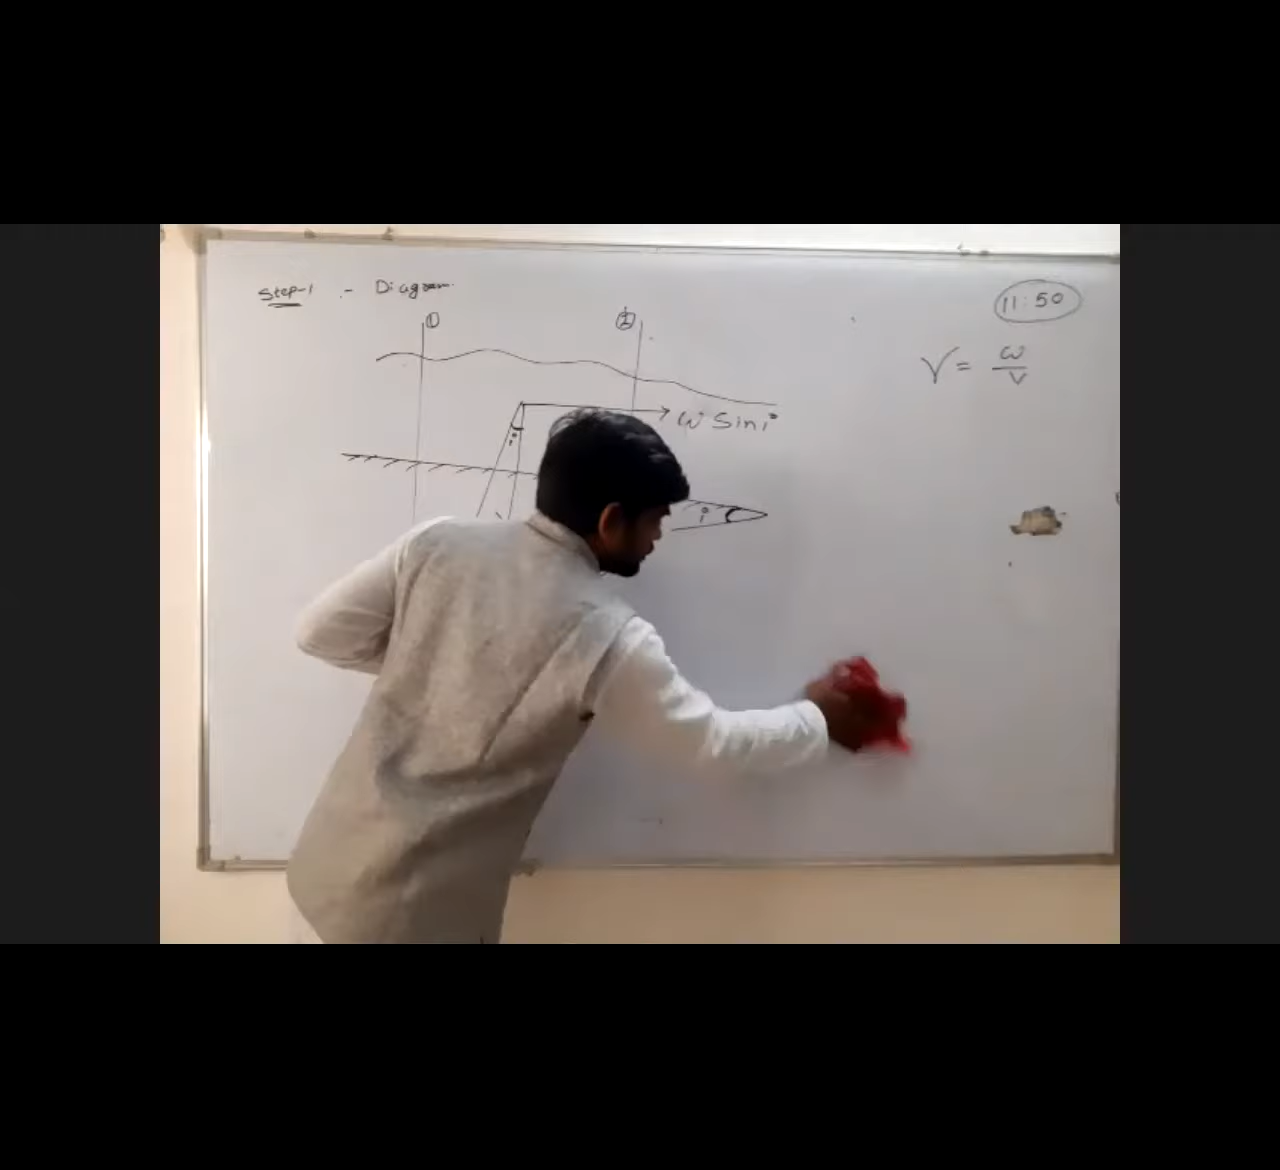 Step-1 :- Diagram.
11:50
① ②
γ = ω/V
ω Sin i°
i
i